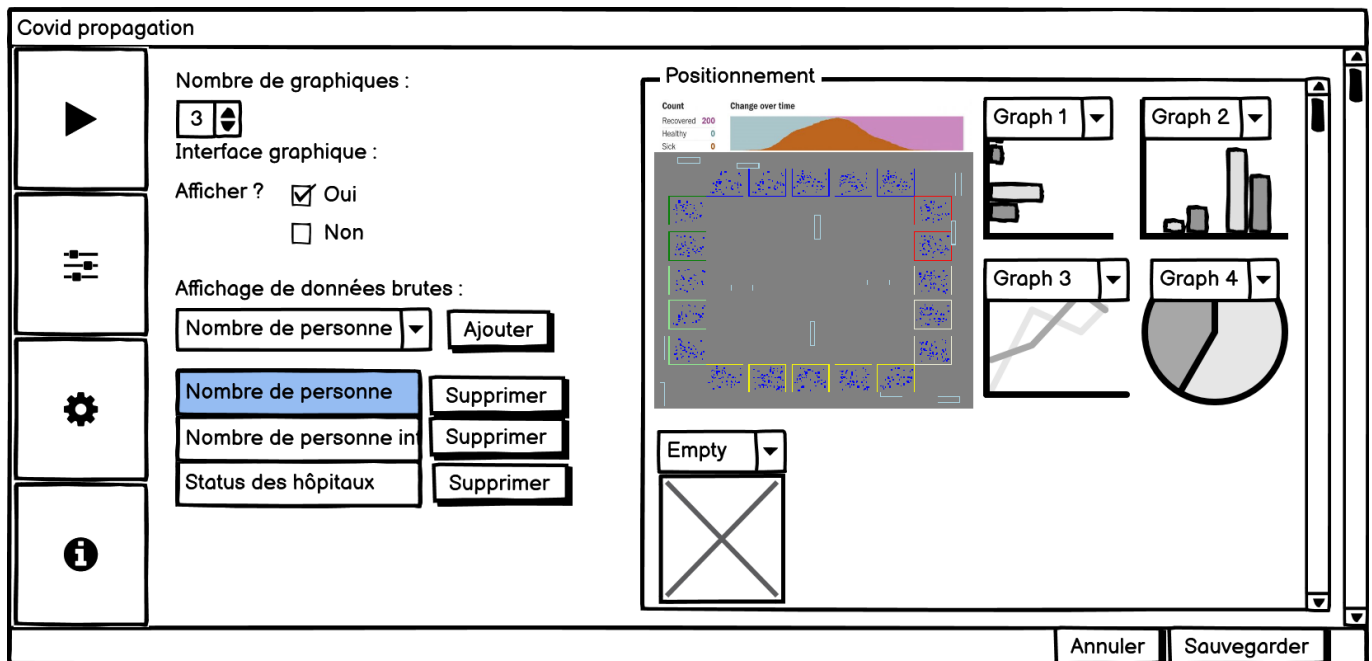 Covid propagation
Nombre de graphiques :
3
Interface graphique :
Afficher ?
Oui
Non
Affichage de données brutes :
Nombre de personne
Ajouter
Nombre de personne
Supprimer
Nombre de personne int
Supprimer
Status des hôpitaux
Supprimer
Positionnement
Count
Change over time
Recovered 200
Healthy 0
Sick 0
Graph 1
Graph 2
Graph 3
Graph 4
Empty
Annuler
Sauvegarder